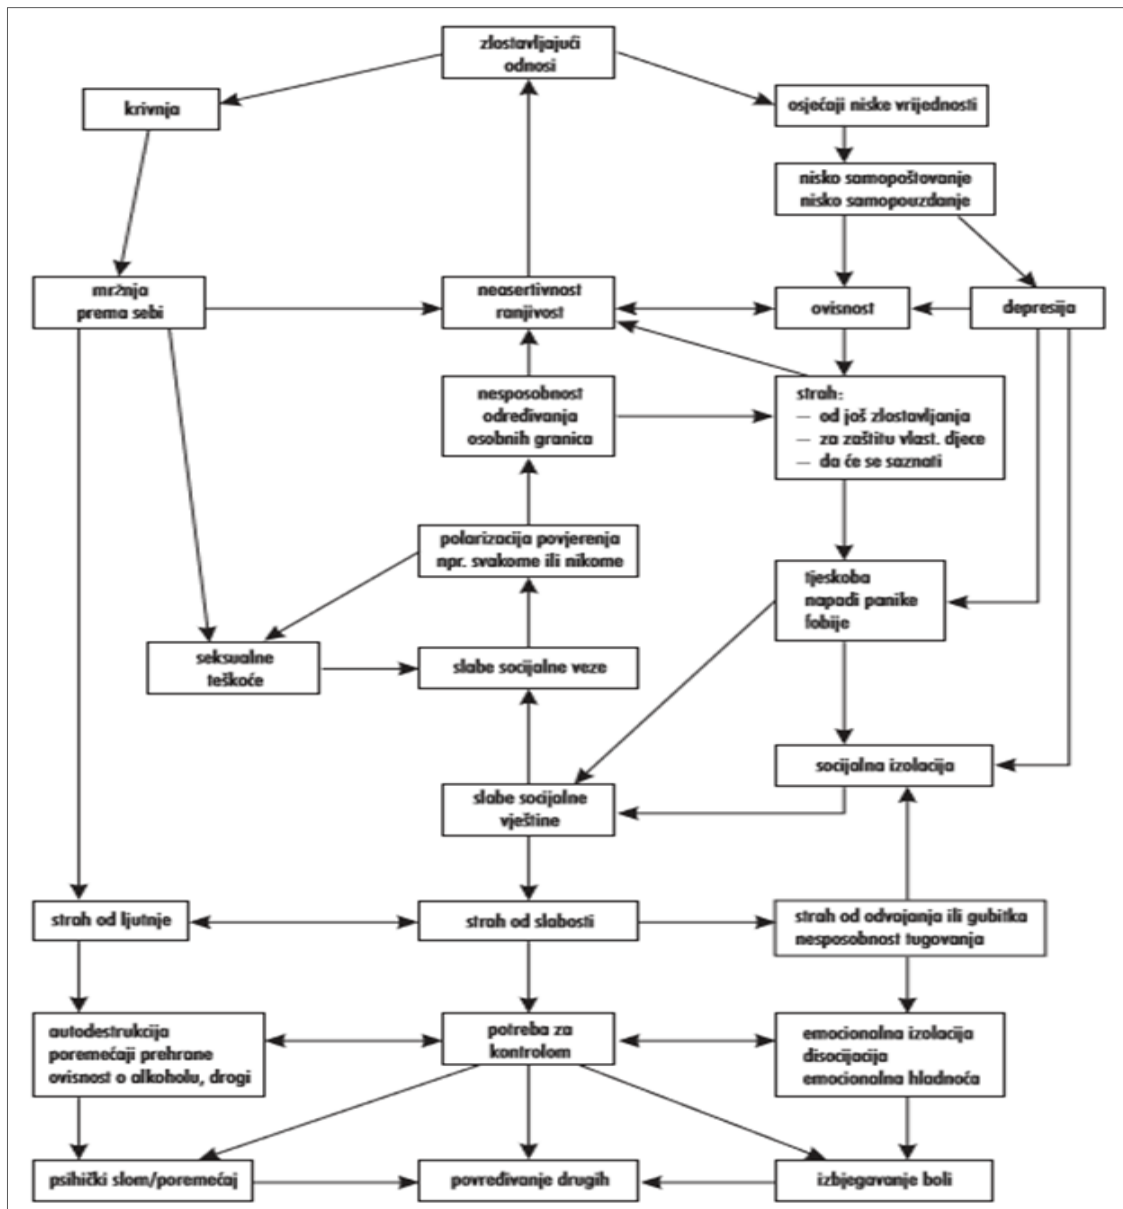 zlostavljajući
odnosi
krivnja
osjećaji niske vrijednosti
nisko samopoštovanje
nisko samopouzdanje
mržnja
prema sebi
neasertivnost
ranjivost
ovisnost
depresija
nesposobnost
određivanja
osobnih granica
strah:
— od još zlostavljanja
— za zaštitu vlast. djece
— da će se saznati
polarizacija povjerenja
npr. svakome ili nikome
tjeskoba
napadi panike
fobije
seksualne
teškoće
slabe socijalne veze
socijalna izolacija
slabe socijalne
vještine
strah od ljutnje
strah od slabosti
strah od odvajanja ili gubitka
nesposobnost tugovanja
autodestrukcija
poremećaji prehrane
ovisnost o alkoholu, drogi
potreba za
kontrolom
emocionalna izolacija
disocijacija
emocionalna hladnoća
psihički slom/poremećaj
povređivanje drugih
izbjegavanje boli